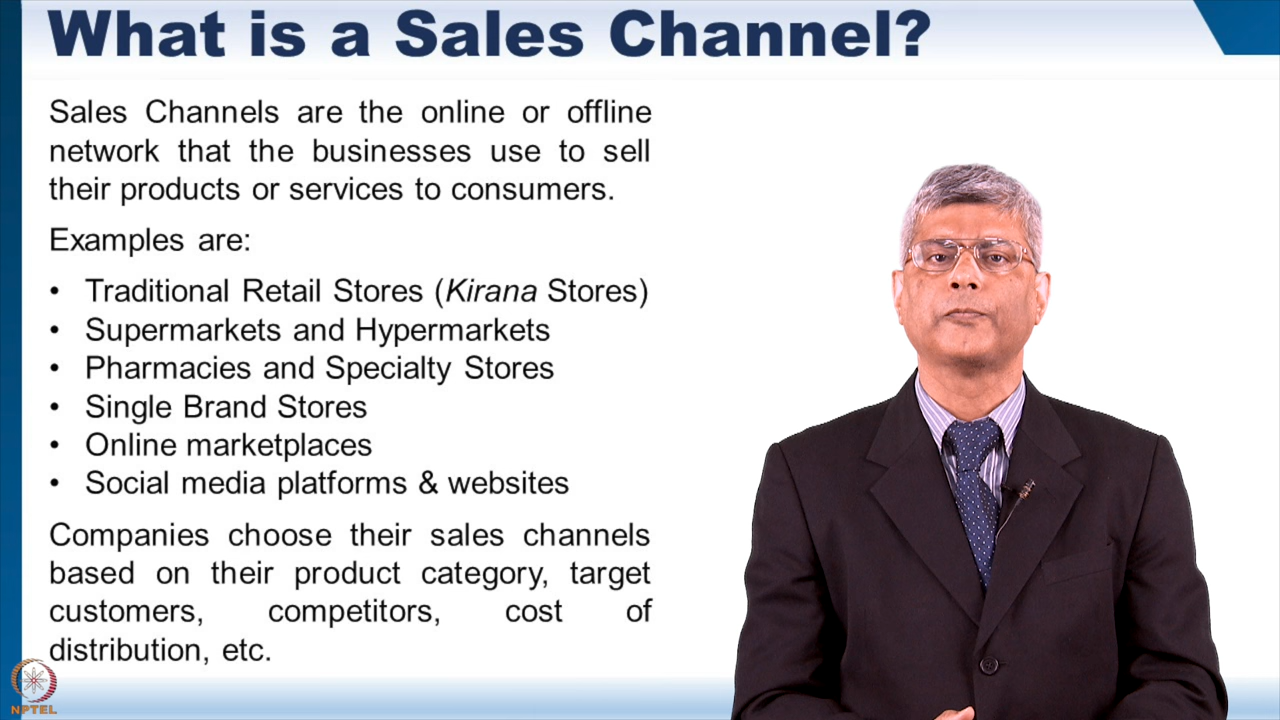 What is a Sales Channel?
Sales Channels are the online or offline
network that the businesses use to sell
their products or services to consumers.
Examples are:
• Traditional Retail Stores (Kirana Stores)
• Supermarkets and Hypermarkets
• Pharmacies and Specialty Stores
• Single Brand Stores
• Online marketplaces
• Social media platforms & websites
Companies choose their sales channels
based on their product category, target
customers, competitors, cost of
distribution, etc.
NPTEL